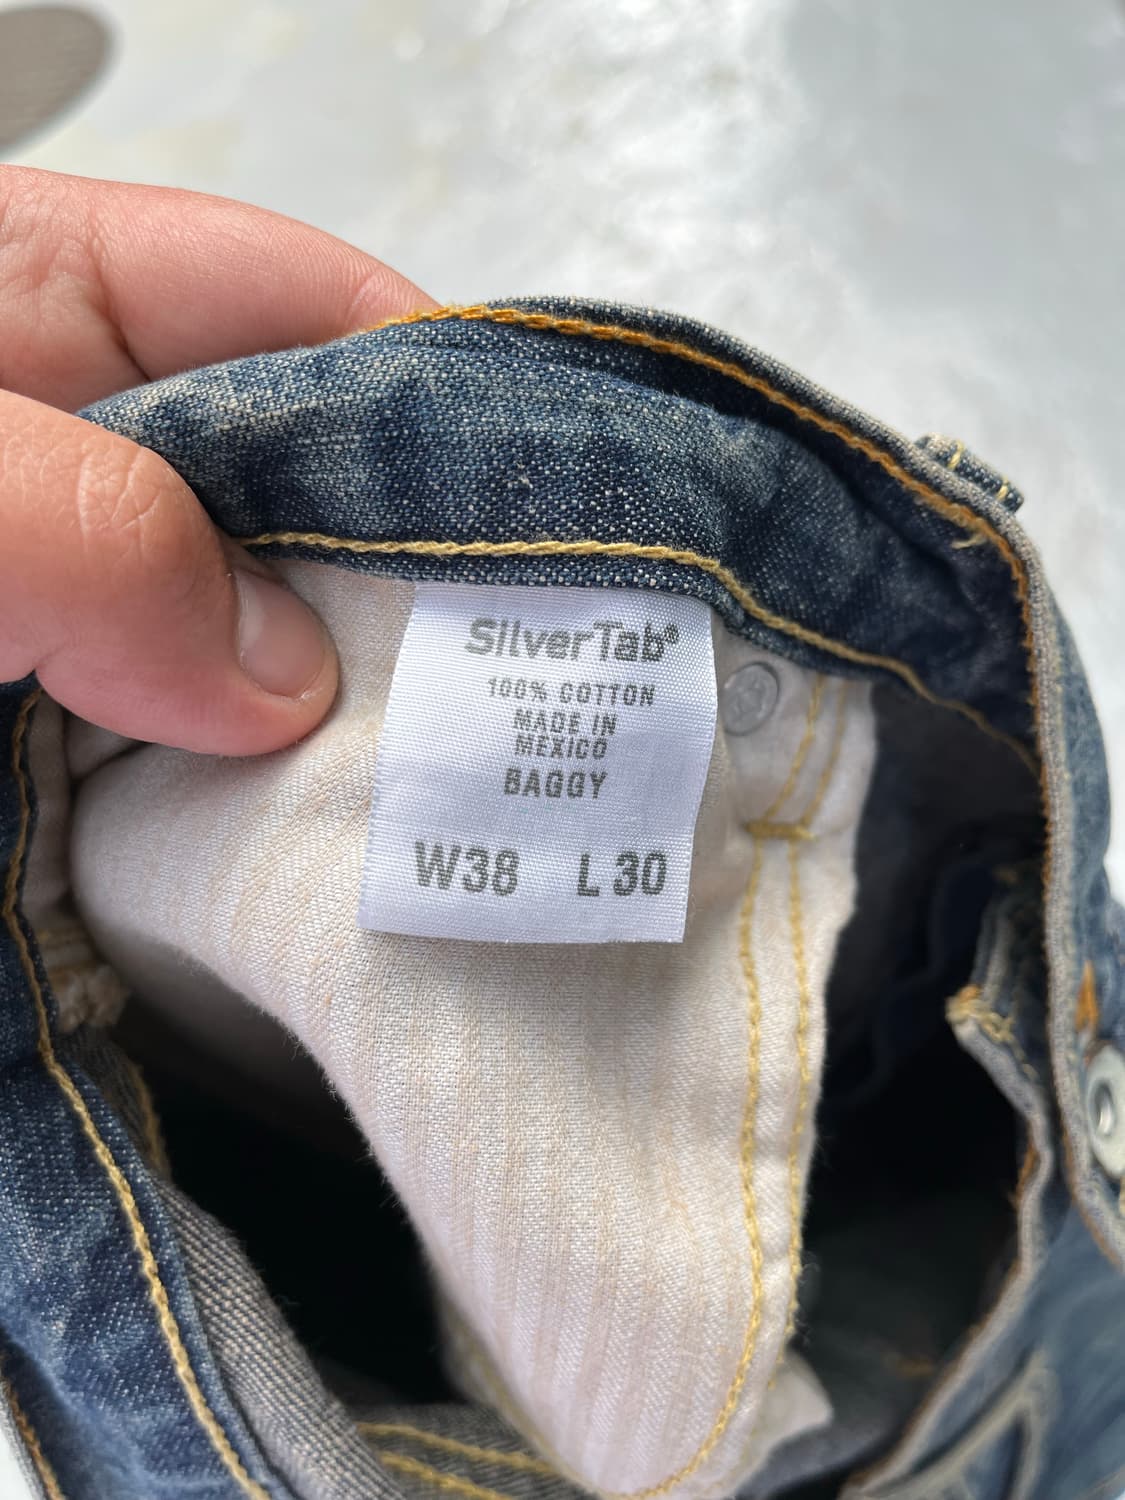 SilverTab®
100% COTTON
MADE IN
MEXICO
BAGGY
W38 L30